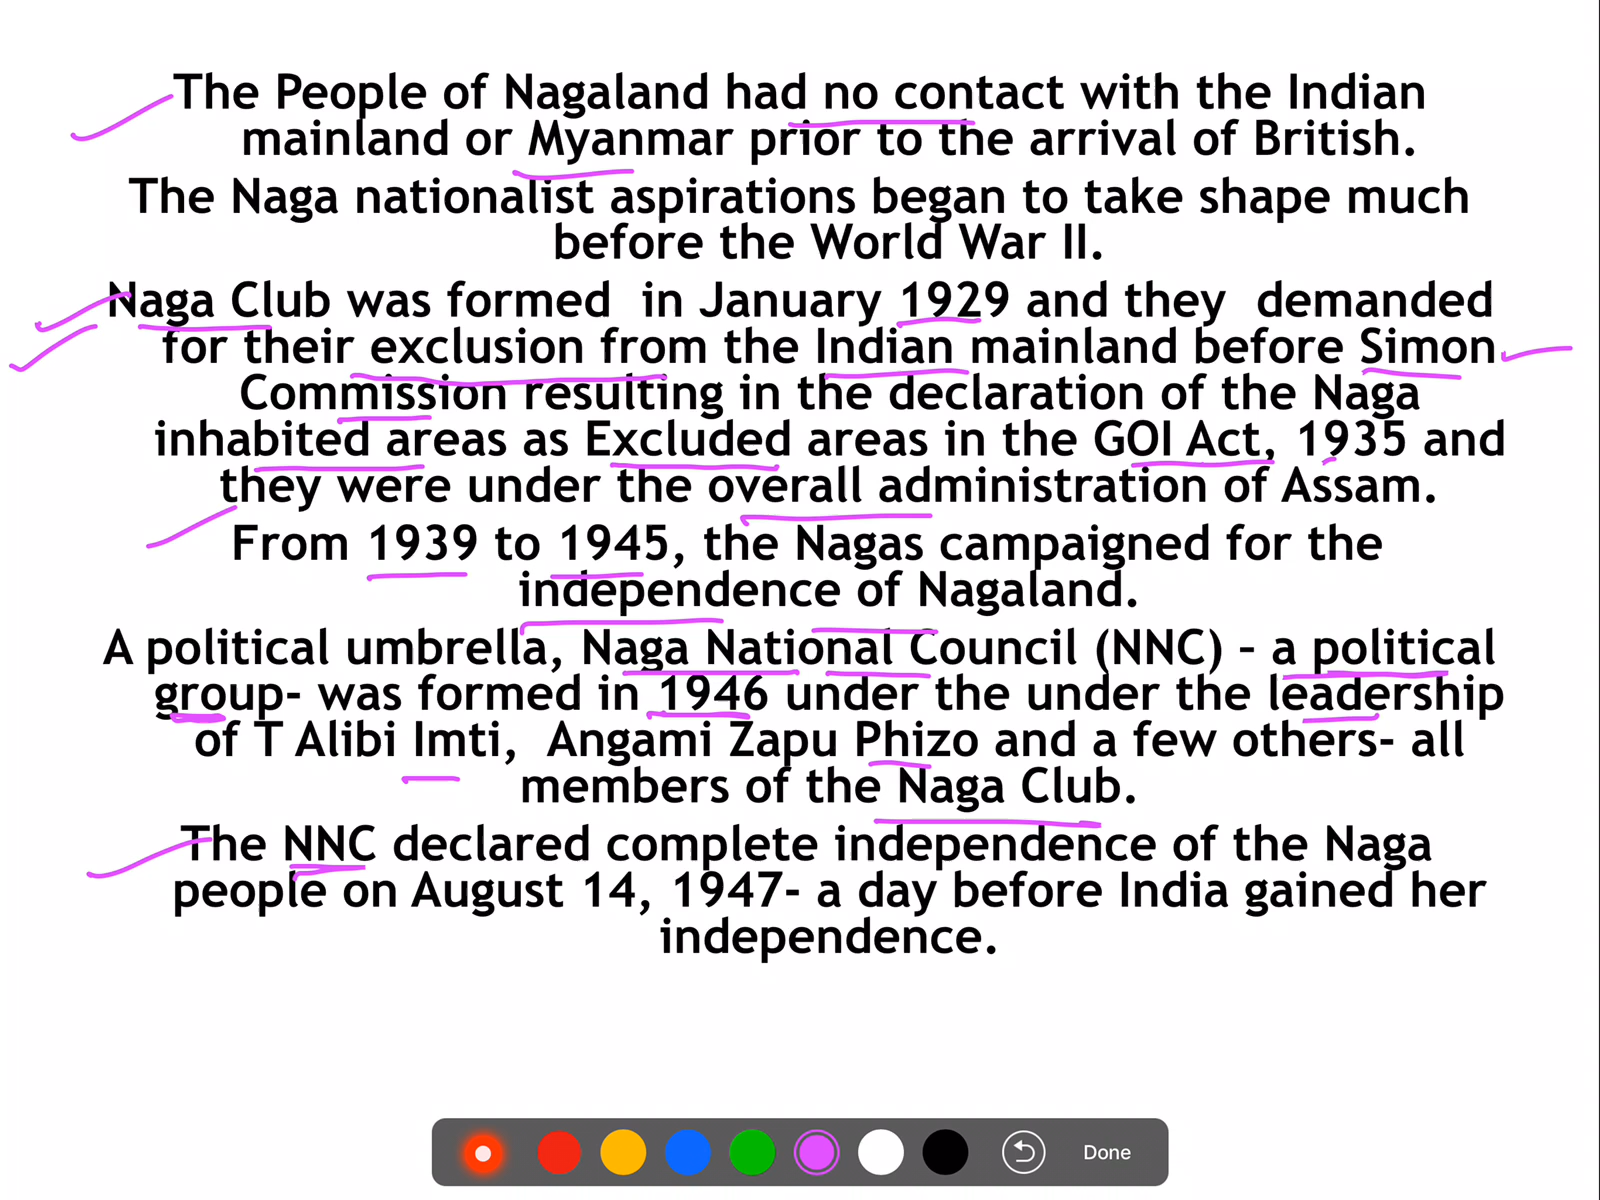 The People of Nagaland had no contact with the Indian
mainland or Myanmar prior to the arrival of British.
The Naga nationalist aspirations began to take shape much
before the World War II.
Naga Club was formed  in January 1929 and they  demanded
for their exclusion from the Indian mainland before Simon
Commission resulting in the declaration of the Naga
inhabited areas as Excluded areas in the GOI Act, 1935 and
they were under the overall administration of Assam.
From 1939 to 1945, the Nagas campaigned for the
independence of Nagaland.
A political umbrella, Naga National Council (NNC) – a political
group- was formed in 1946 under the under the leadership
of T Alibi Imti,  Angami Zapu Phizo and a few others- all
members of the Naga Club.
The NNC declared complete independence of the Naga
people on August 14, 1947- a day before India gained her
independence.
Done